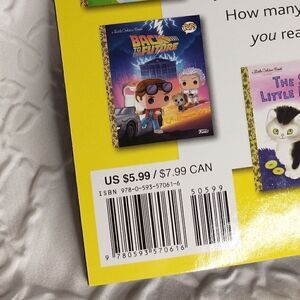 How many
you rea
a Little Golden Book
BACK TO THE FUTURE
POP!
Funko
a Little Golden Book
THE
LITTLE
US $5.99 / $7.99 CAN
ISBN 978-0-593-57061-6
50599
9 780593 570616